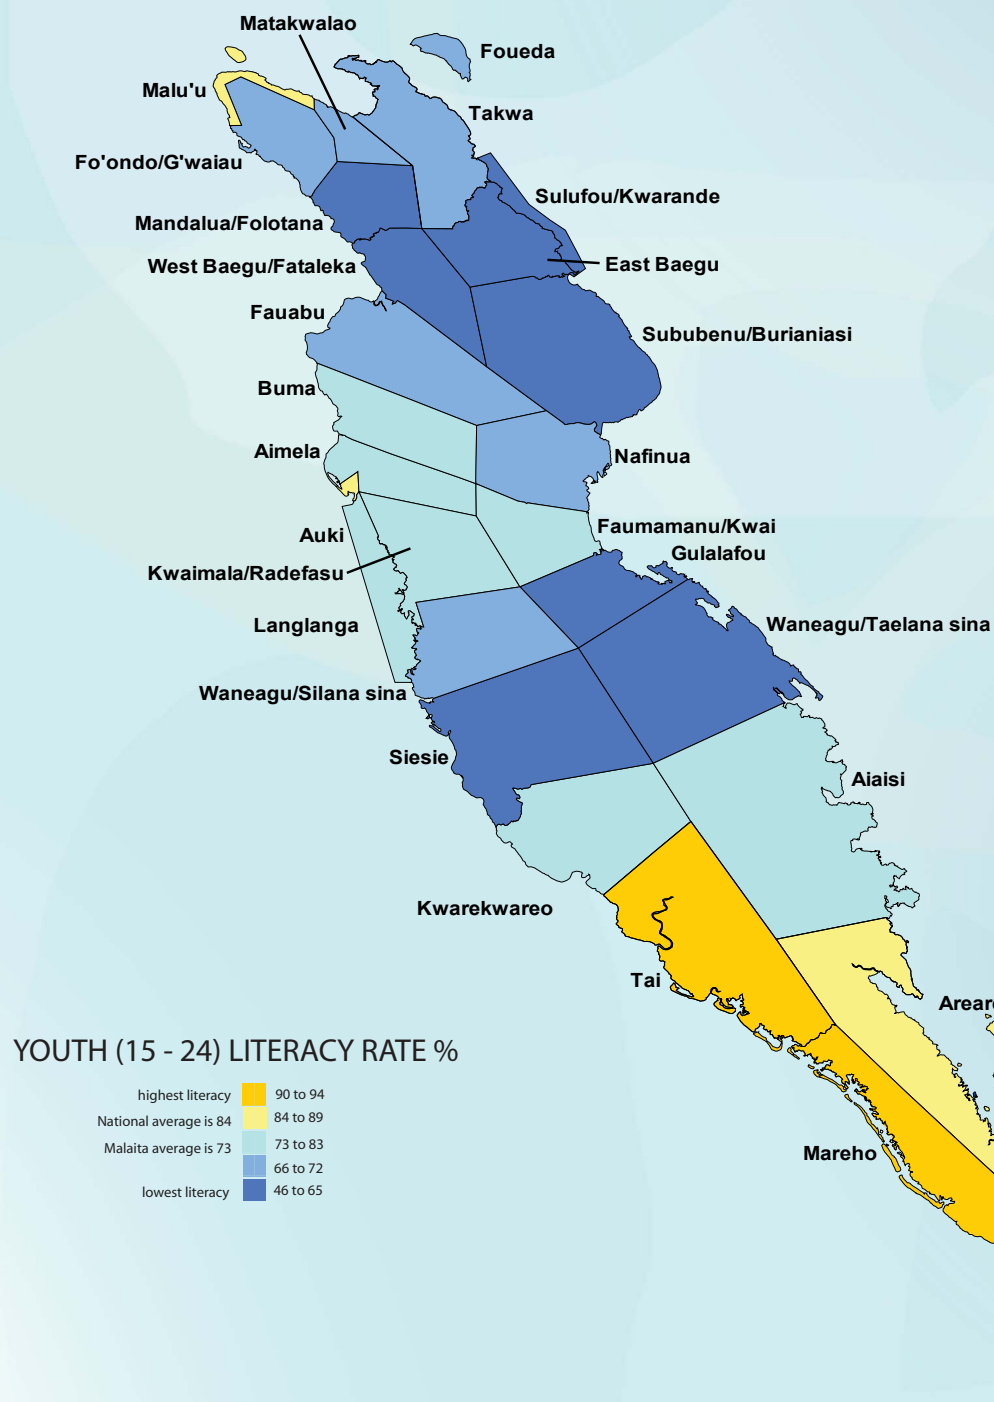 Matakwalao
Foueda
Malu'u
Takwa
Fo'ondo/G'waiau
Sulufou/Kwarande
Mandalua/Folotana
West Baegu/Fataleka
East Baegu
Fauabu
Sububenu/Burianiasi
Buma
Aimela
Nafinua
Auki
Faumamanu/Kwai
Gulalafou
Kwaimala/Radefasu
Langlanga
Waneagu/Taelana sina
Waneagu/Silana sina
Siesie
Aiaisi
Kwarekwareo
Tai
Arear
Mareho
YOUTH (15 - 24) LITERACY RATE %
highest literacy 90 to 94
National average is 84 84 to 89
Malaita average is 73 73 to 83
66 to 72
lowest literacy 46 to 65